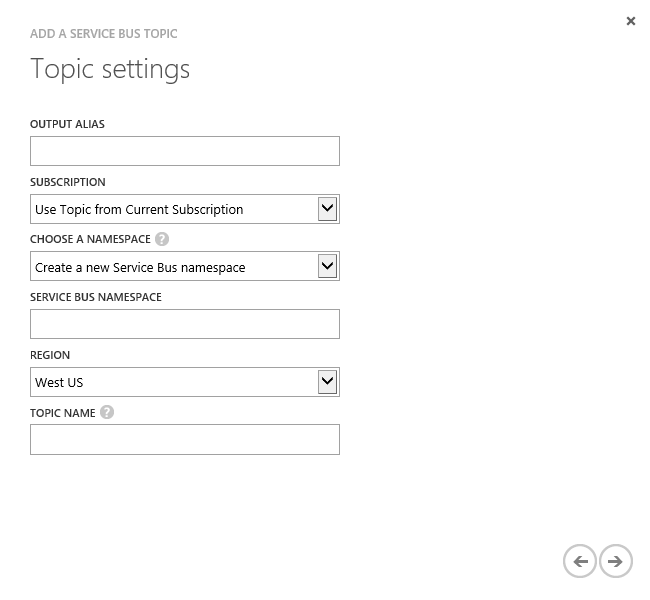 ADD A SERVICE BUS TOPIC
Topic settings
OUTPUT ALIAS
SUBSCRIPTION
Use Topic from Current Subscription
CHOOSE A NAMESPACE ?
Create a new Service Bus namespace
SERVICE BUS NAMESPACE
REGION
West US
TOPIC NAME ?